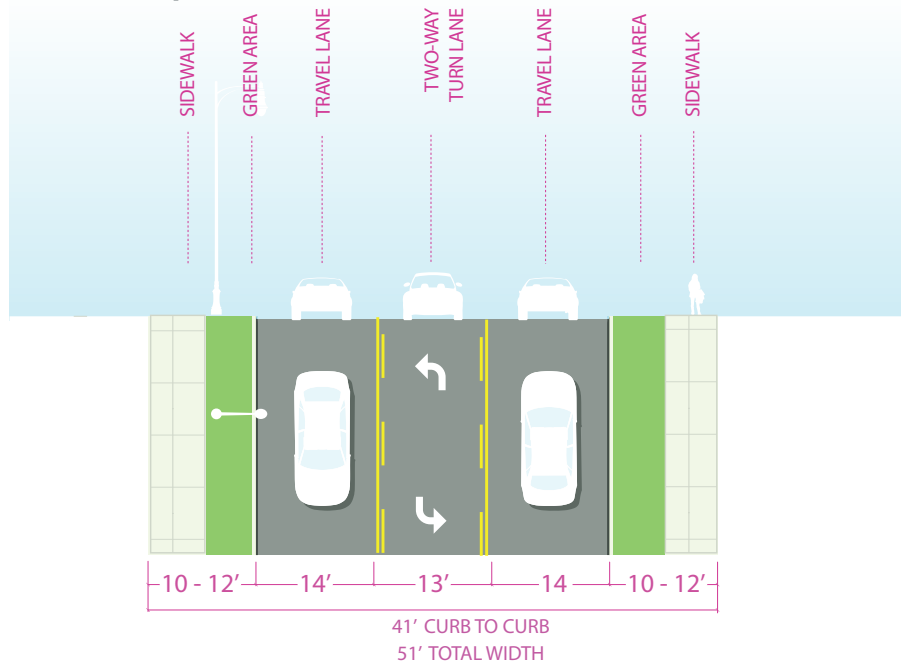 SIDEWALK
GREEN AREA
TRAVEL LANE
TWO-WAY
TURN LANE
TRAVEL LANE
GREEN AREA
SIDEWALK
10 - 12’
14’
13’
14
10 - 12’
41’ CURB TO CURB
51’ TOTAL WIDTH